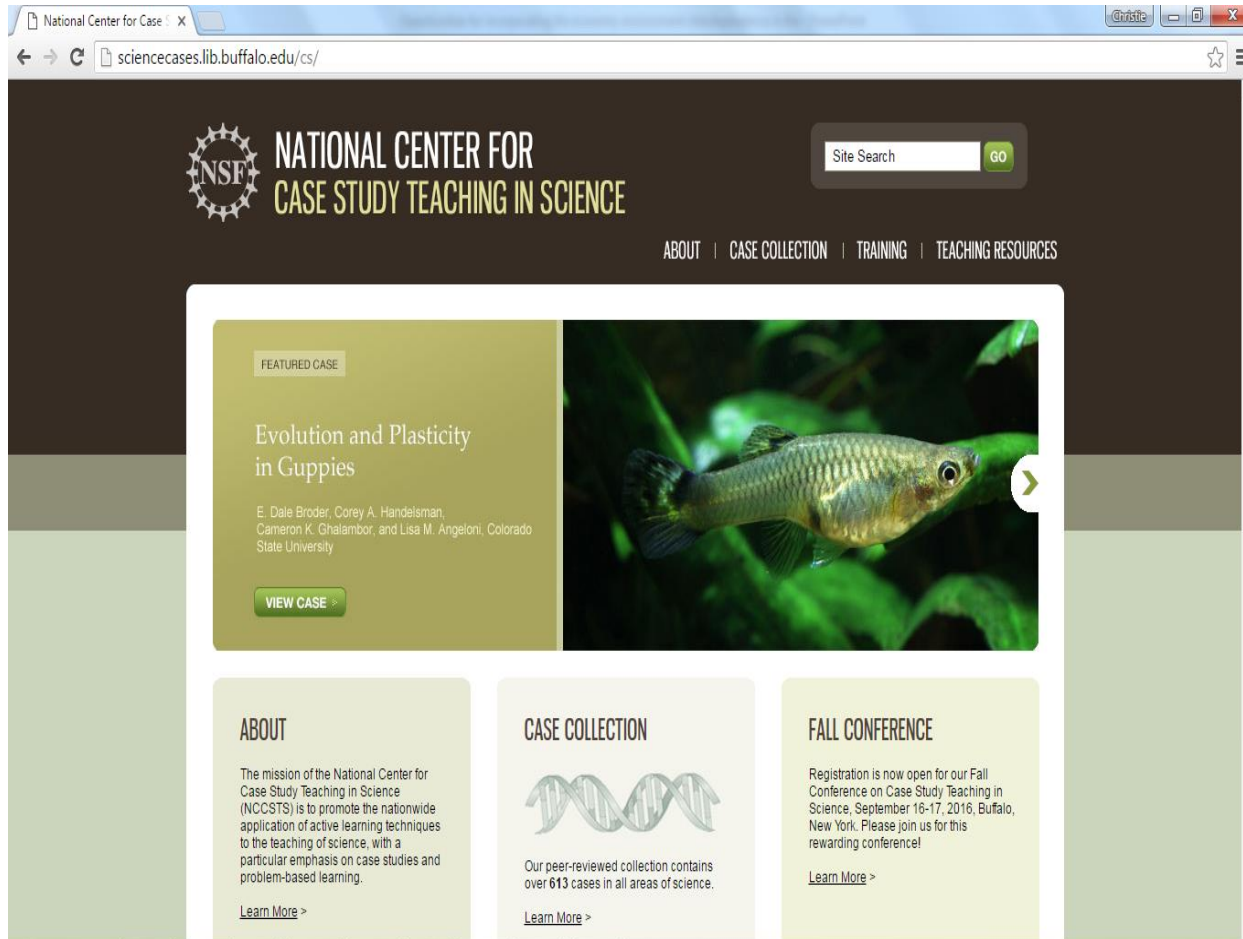 National Center for Case S
Christie
sciencecases.lib.buffalo.edu/cs/
NSF
NATIONAL CENTER FOR
CASE STUDY TEACHING IN SCIENCE
Site Search
GO
ABOUT | CASE COLLECTION | TRAINING | TEACHING RESOURCES
FEATURED CASE
Evolution and Plasticity
in Guppies
E. Dale Broder, Corey A. Handelsman,
Cameron K. Ghalambor, and Lisa M. Angeloni, Colorado
State University
VIEW CASE >
ABOUT
The mission of the National Center for
Case Study Teaching in Science
(NCCSTS) is to promote the nationwide
application of active learning techniques
to the teaching of science, with a
particular emphasis on case studies and
problem-based learning.
Learn More >
CASE COLLECTION
Our peer-reviewed collection contains
over 613 cases in all areas of science.
Learn More >
FALL CONFERENCE
Registration is now open for our Fall
Conference on Case Study Teaching in
Science, September 16-17, 2016, Buffalo,
New York. Please join us for this
rewarding conference!
Learn More >